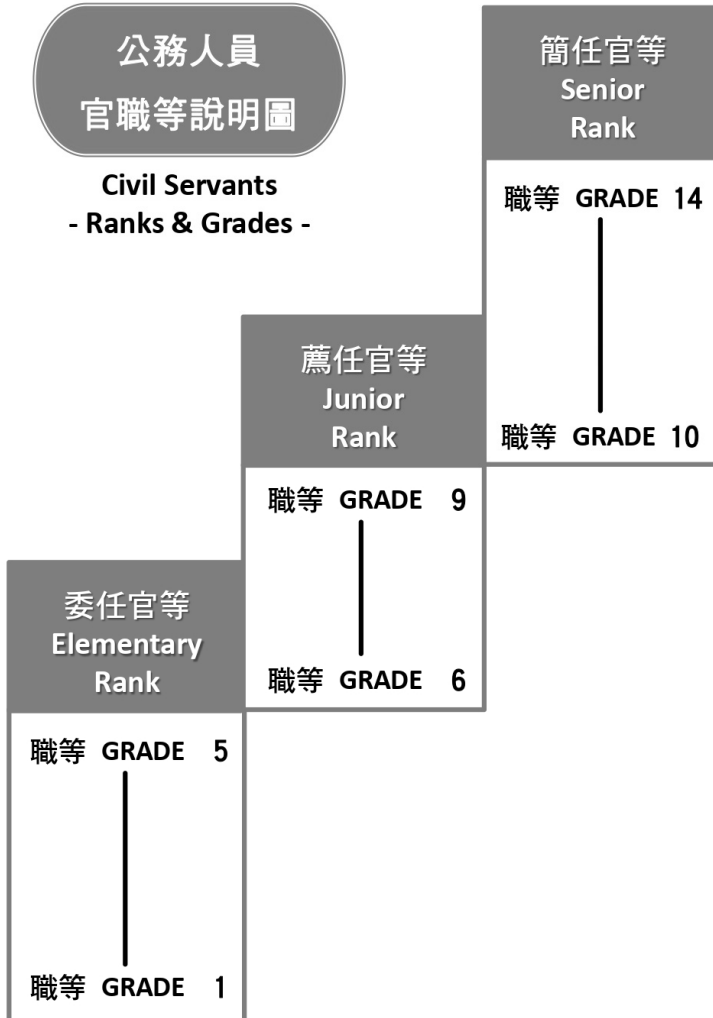 公務人員
官職等說明圖
Civil Servants
- Ranks & Grades -
簡任官等
Senior
Rank
職等 GRADE 14
職等 GRADE 10
薦任官等
Junior
Rank
職等 GRADE 9
職等 GRADE 6
委任官等
Elementary
Rank
職等 GRADE 5
職等 GRADE 1